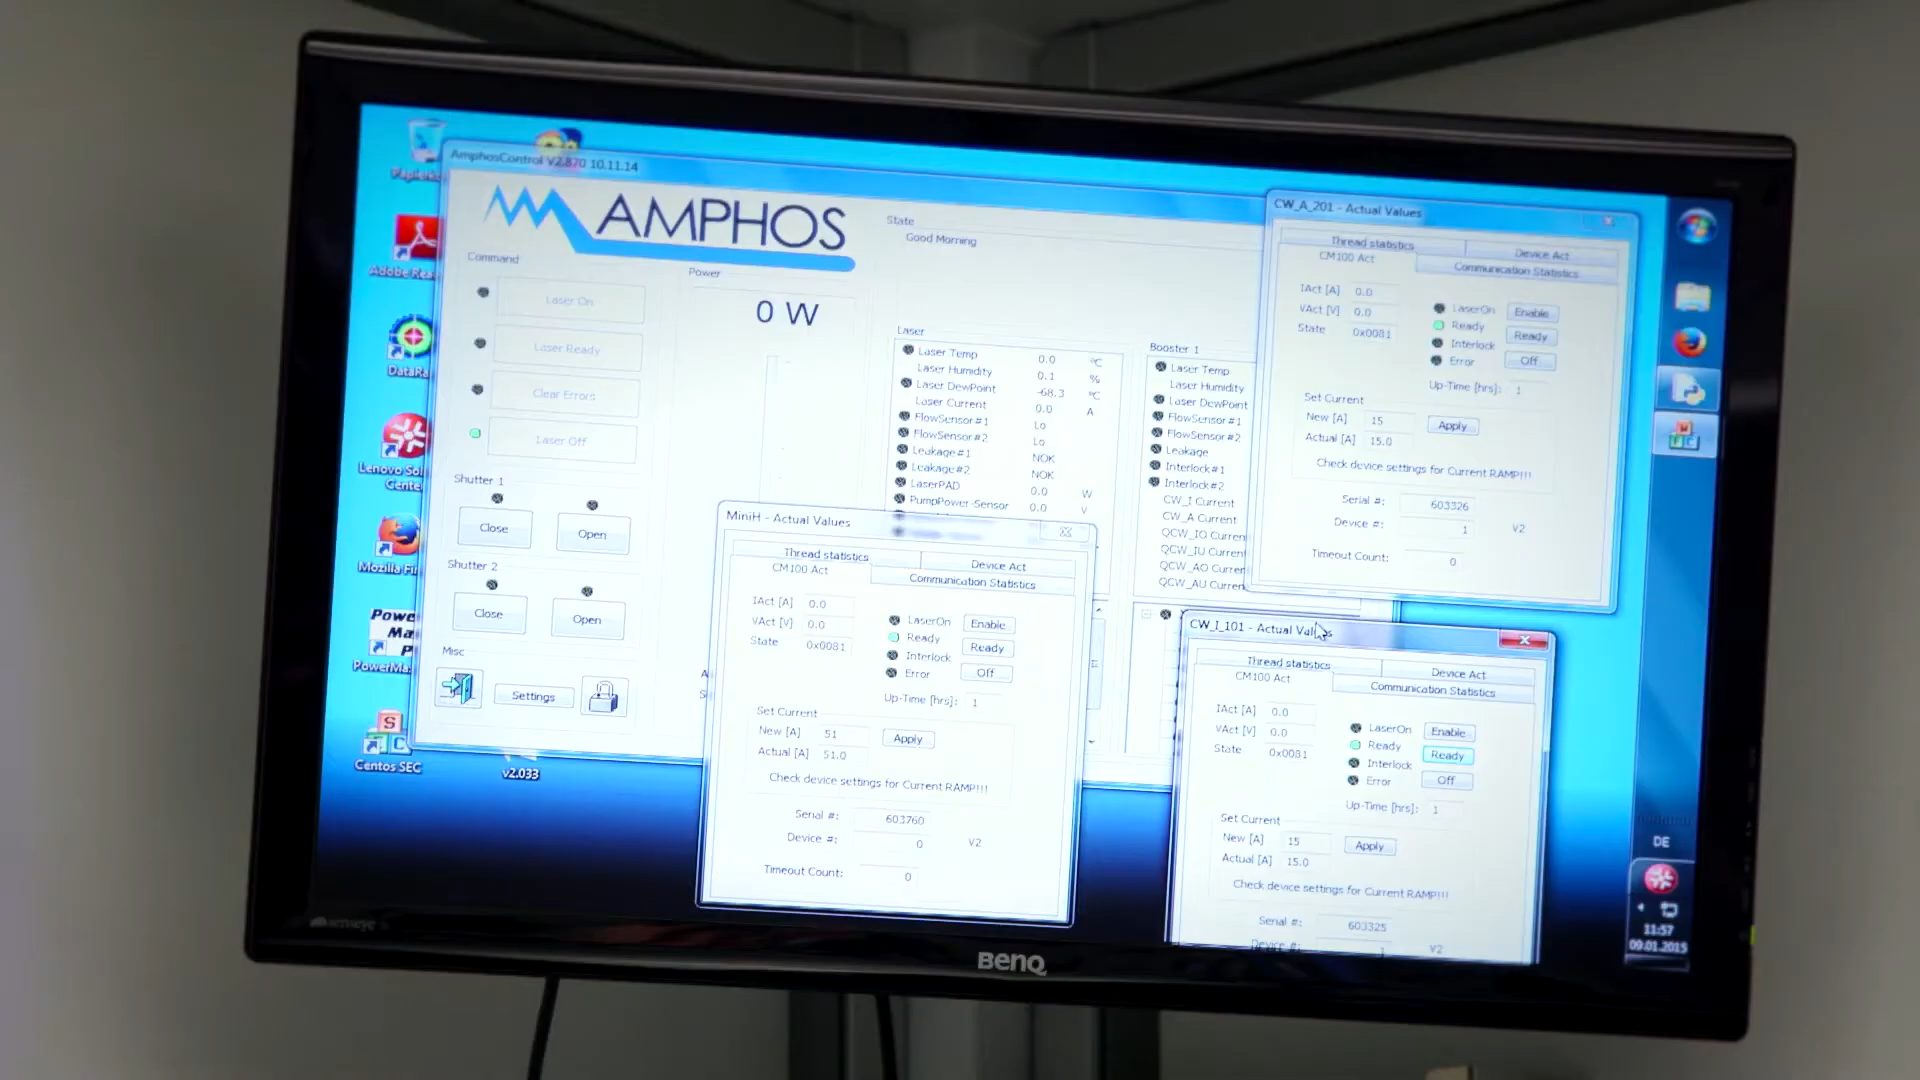 AmphosControl V2.870 10.11.14
AMPHOS
Command
Laser On
Laser Ready
Clear Errors
Laser Off
Shutter 1
Close
Open
Shutter 2
Close
Open
Misc
Settings
Power
0 W
State
Good Morning
Laser
Laser Temp 0.0 °C
Laser Humidity 0.1 %
Laser DewPoint -68.3 °C
Laser Current 0.0 A
FlowSensor#1 Lo
FlowSensor#2 Lo
Leakage#1 NOK
Leakage#2 NOK
LaserPAD 0.0 W
PumpPower-Sensor 0.0 V
Booster 1
Laser Temp
Laser Humidity
Laser DewPoint
FlowSensor#1
FlowSensor#2
Leakage
Interlock#1
Interlock#2
CW_I Current
CW_A Current
QCW_IO Curren
QCW_IU Curren
QCW_AO Curren
QCW_AU Curren
CW_A_201 - Actual Values
Thread statistics
Device Act
CM100 Act
Communication Statistics
IAct [A] 0.0
VAct [V] 0.0
State 0x0081
LaserOn Enable
Ready Ready
Interlock
Error Off
Up-Time [hrs]: 1
Set Current
New [A] 15 Apply
Actual [A] 15.0
Check device settings for Current RAMP!!!
Serial #: 603326
Device #: 1 V2
Timeout Count: 0
MiniH - Actual Values
Thread statistics
Device Act
CM100 Act
Communication Statistics
IAct [A] 0.0
VAct [V] 0.0
State 0x0081
LaserOn Enable
Ready Ready
Interlock
Error Off
Up-Time [hrs]: 1
Set Current
New [A] 51 Apply
Actual [A] 51.0
Check device settings for Current RAMP!!!
Serial #: 603760
Device #: 0 V2
Timeout Count: 0
CW_I_101 - Actual Values
Thread statistics
Device Act
CM100 Act
Communication Statistics
IAct [A] 0.0
VAct [V] 0.0
State 0x0081
LaserOn Enable
Ready Ready
Interlock
Error Off
Up-Time [hrs]: 1
Set Current
New [A] 15 Apply
Actual [A] 15.0
Check device settings for Current RAMP!!!
Serial #: 603325
Device #: 1 V2
Papierko
Adobe Rea
DataRa
Lenovo Sol
Cente
Mozilla Fi
Powe
Ma
P
PowerMa
Centos SEC
v2.033
DE
11:57
09.01.2015
BenQ